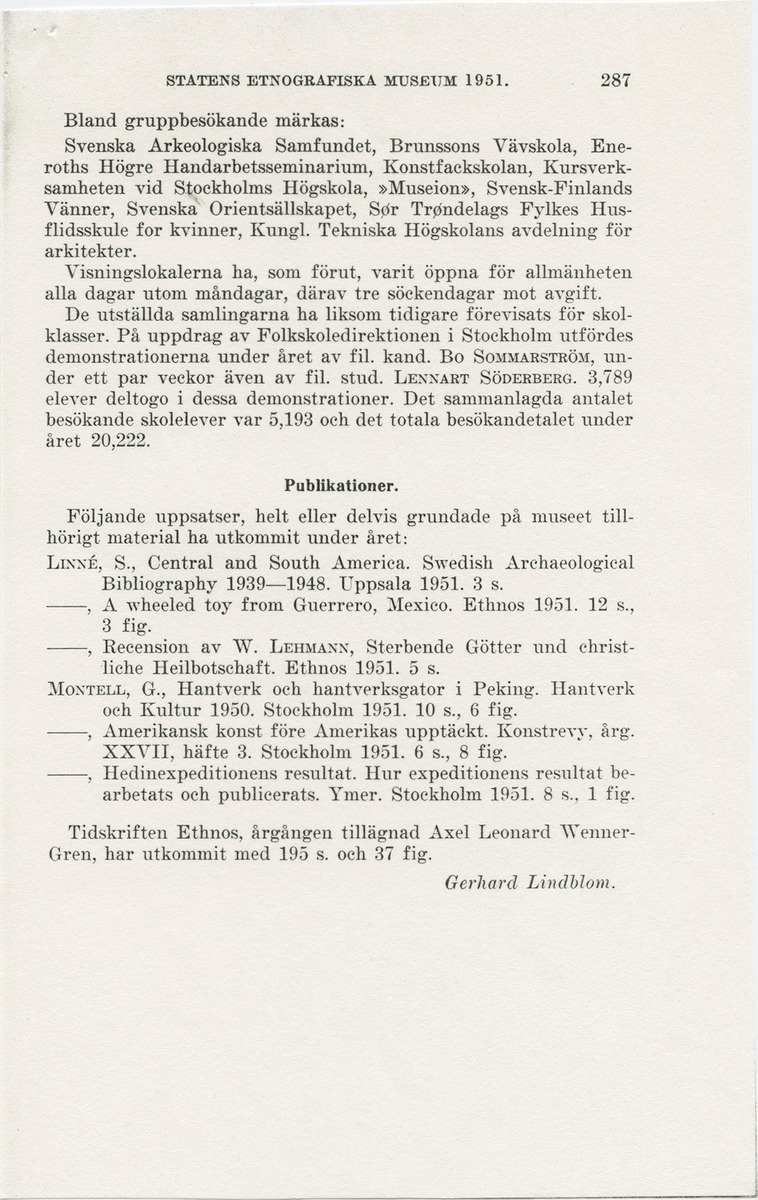 STATENS ETNOGRAFISKA MUSEUM 1951. 287
Bland gruppbesökande märkas:
Svenska Arkeologiska Samfundet, Brunssons Vävskola, Ene-
roths Högre Handarbetsseminarium, Konstfackskolan, Kursverk-
samheten vid Stockholms Högskola, »Museion», Svensk-Finlands
Vänner, Svenska Orientsällskapet, Sør Trøndelags Fylkes Hus-
flidsskule for kvinner, Kungl. Tekniska Högskolans avdelning för
arkitekter.
Visningslokalerna ha, som förut, varit öppna för allmänheten
alla dagar utom måndagar, därav tre söckendagar mot avgift.
De utställda samlingarna ha liksom tidigare förevisats för skol-
klasser. På uppdrag av Folkskoledirektionen i Stockholm utfördes
demonstrationerna under året av fil. kand. Bo Sommarström, un-
der ett par veckor även av fil. stud. Lennart Söderberg. 3,789
elever deltogo i dessa demonstrationer. Det sammanlagda antalet
besökande skolelever var 5,193 och det totala besökandetalet under
året 20,222.
Publikationer.
Följande uppsatser, helt eller delvis grundade på museet till-
hörigt material ha utkommit under året:
Linné, S., Central and South America. Swedish Archaeological
Bibliography 1939—1948. Uppsala 1951. 3 s.
——, A wheeled toy from Guerrero, Mexico. Ethnos 1951. 12 s.,
3 fig.
——, Recension av W. Lehmann, Sterbende Götter und christ-
liche Heilbotschaft. Ethnos 1951. 5 s.
Montell, G., Hantverk och hantverksgator i Peking. Hantverk
och Kultur 1950. Stockholm 1951. 10 s., 6 fig.
——, Amerikansk konst före Amerikas upptäckt. Konstrevy, årg.
XXVII, häfte 3. Stockholm 1951. 6 s., 8 fig.
——, Hedinexpeditionens resultat. Hur expeditionens resultat be-
arbetats och publicerats. Ymer. Stockholm 1951. 8 s., 1 fig.
Tidskriften Ethnos, årgången tillägnad Axel Leonard Wenner-
Gren, har utkommit med 195 s. och 37 fig.
Gerhard Lindblom.